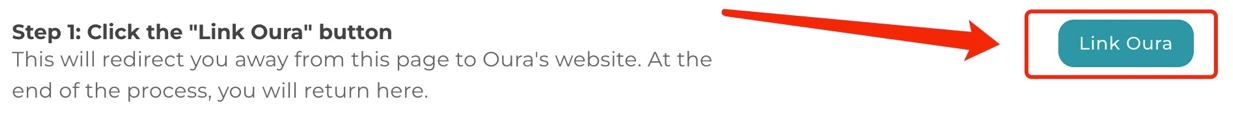 Step 1: Click the "Link Oura" button
This will redirect you away from this page to Oura's website. At the
end of the process, you will return here.
Link Oura